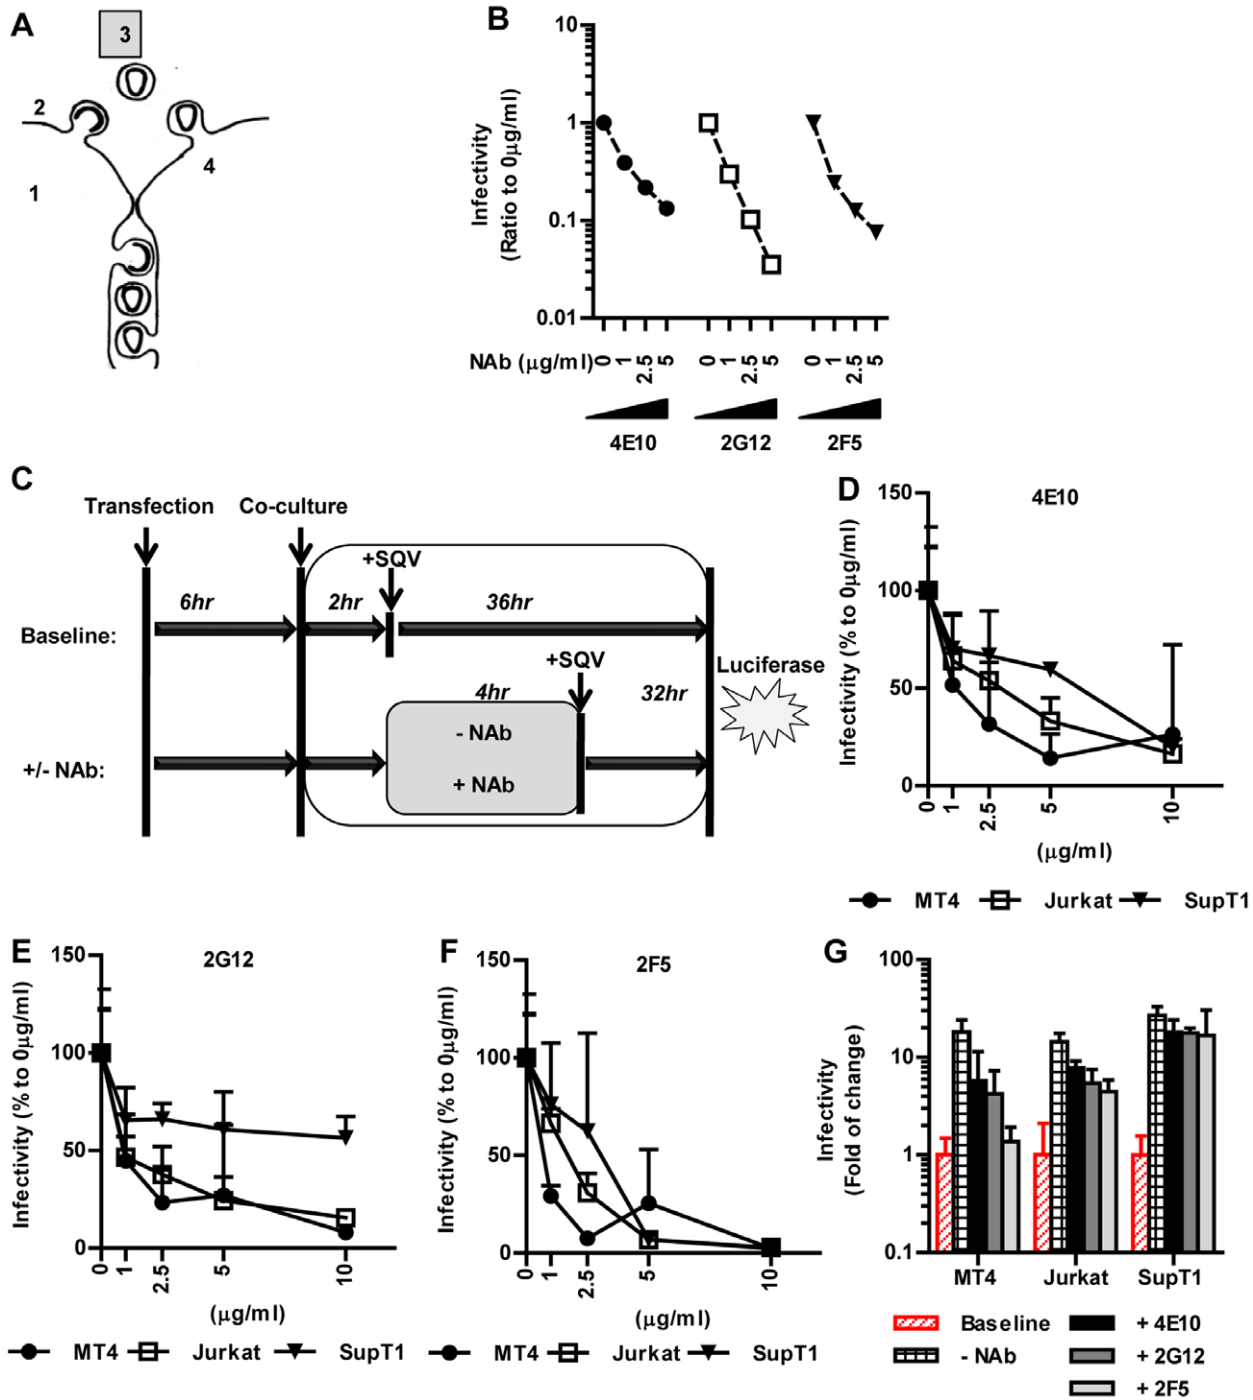 A
3
2
4
1
B
Infectivity
(Ratio to 0μg/ml)
10
1
0.1
0.01
NAb (μg/ml)
0 1 2.5 5 0 1 2.5 5 0 1 2.5 5
4E10 2G12 2F5
C
Transfection Co-culture
+SQV
6hr 2hr 36hr
Baseline:
+SQV
Luciferase
4hr 32hr
- NAb
+/- NAb:
+ NAb
D
4E10
Infectivity (% to 0μg/ml)
150
100
50
0
0 1 2.5 5 10
(μg/ml)
MT4 Jurkat SupT1
E
2G12
Infectivity (% to 0μg/ml)
150
100
50
0
0 1 2.5 5 10
(μg/ml)
MT4 Jurkat SupT1
F
2F5
Infectivity (% to 0μg/ml)
150
100
50
0
0 1 2.5 5 10
(μg/ml)
MT4 Jurkat SupT1
G
Infectivity
(Fold of change)
100
10
1
0.1
MT4 Jurkat SupT1
Baseline + 4E10
- NAb + 2G12
+ 2F5